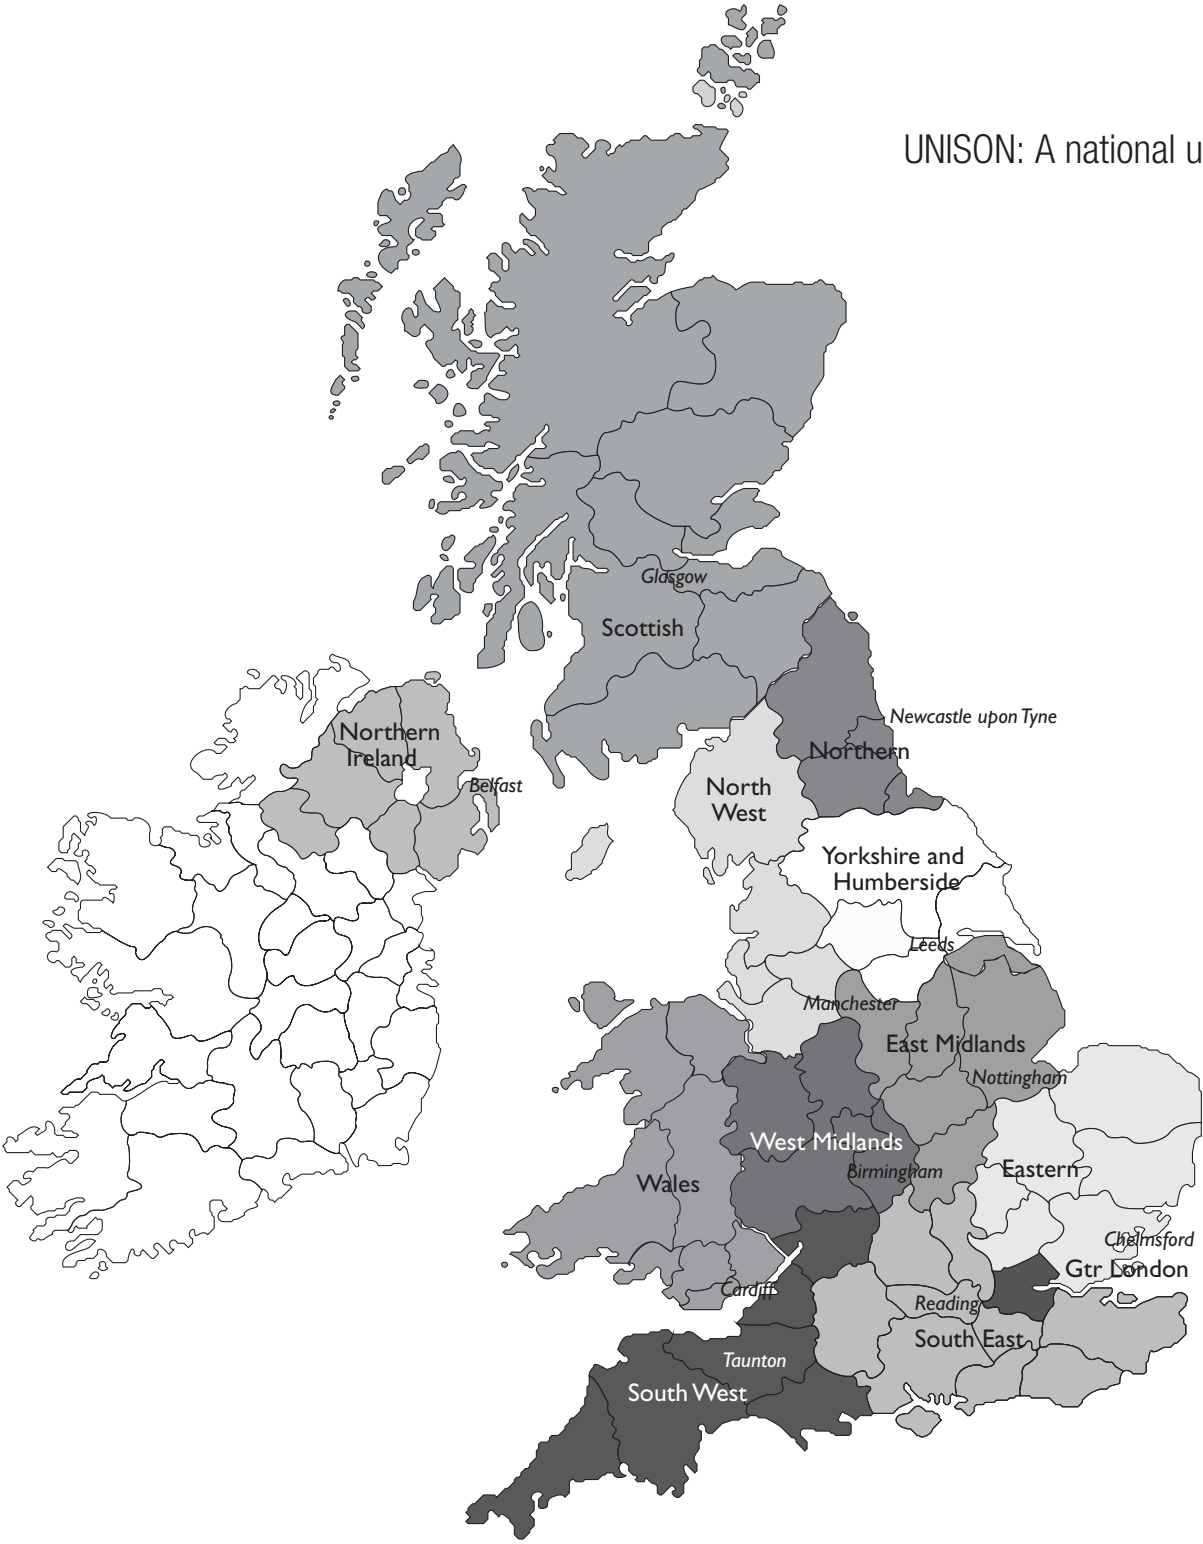 UNISON: A national u
Glasgow
Scottish
Newcastle upon Tyne
Northern
Ireland
Northern
Belfast
North
West
Yorkshire and
Humberside
Leeds
Manchester
East Midlands
Nottingham
West Midlands
Birmingham
Eastern
Wales
Chelmsford
Gtr London
Cardiff
Reading
South East
Taunton
South West